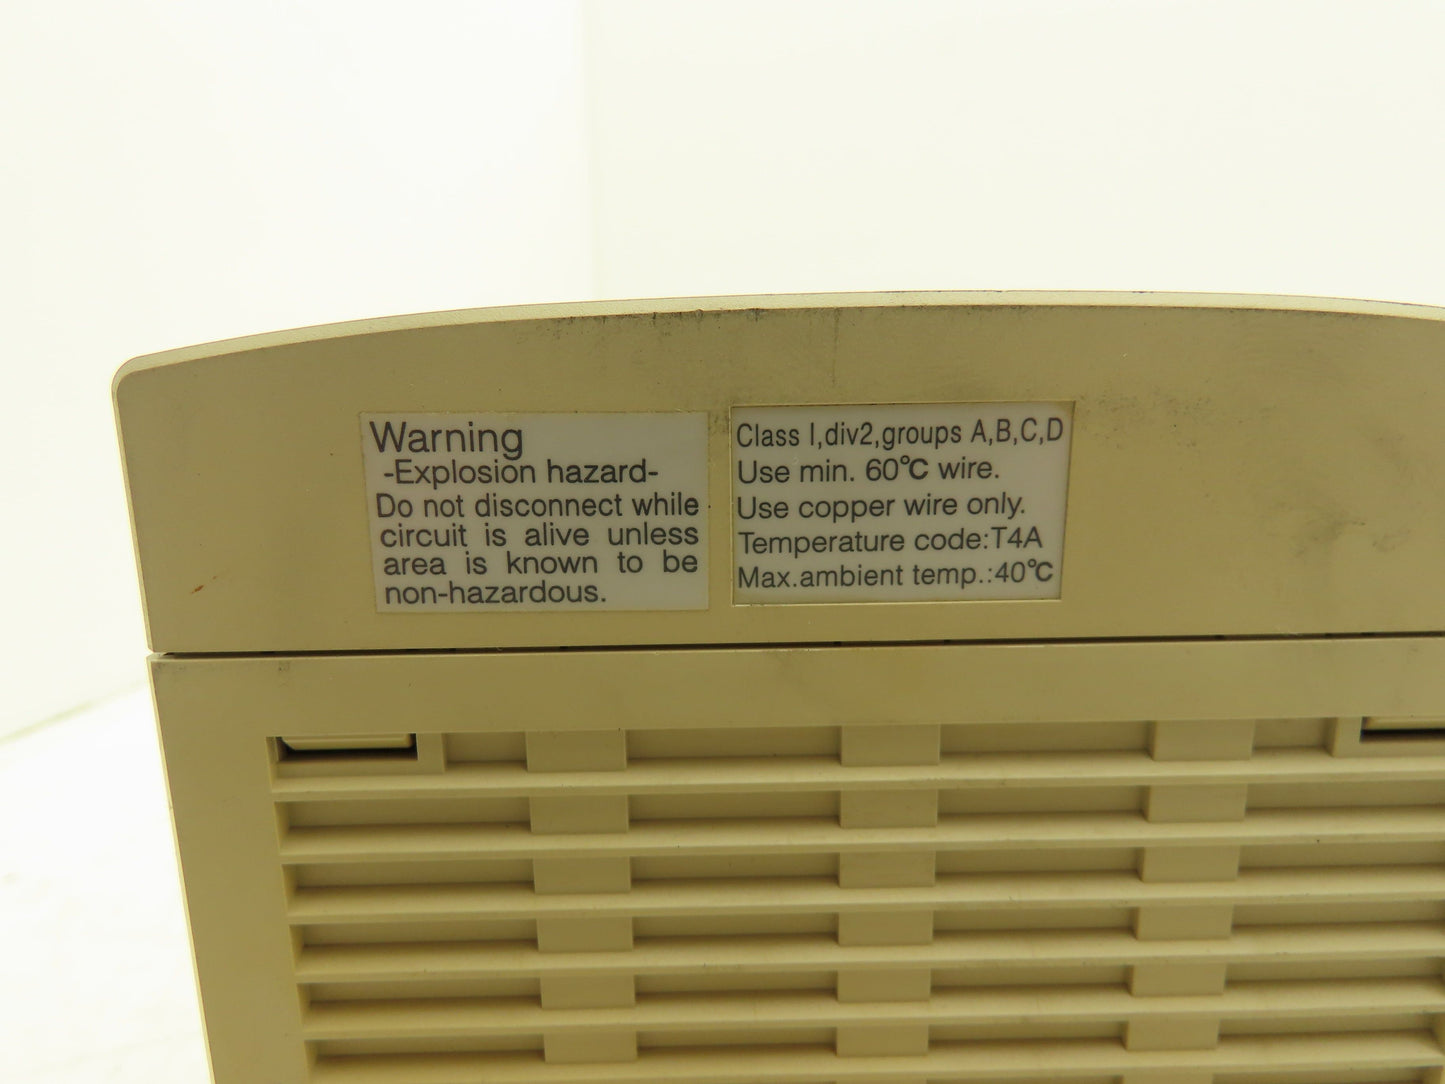 Warning
-Explosion hazard-
Do not disconnect while
circuit is alive unless
area is known to be
non-hazardous.
Class I,div2,groups A,B,C,D
Use min. 60℃ wire.
Use copper wire only.
Temperature code:T4A
Max.ambient temp.:40℃